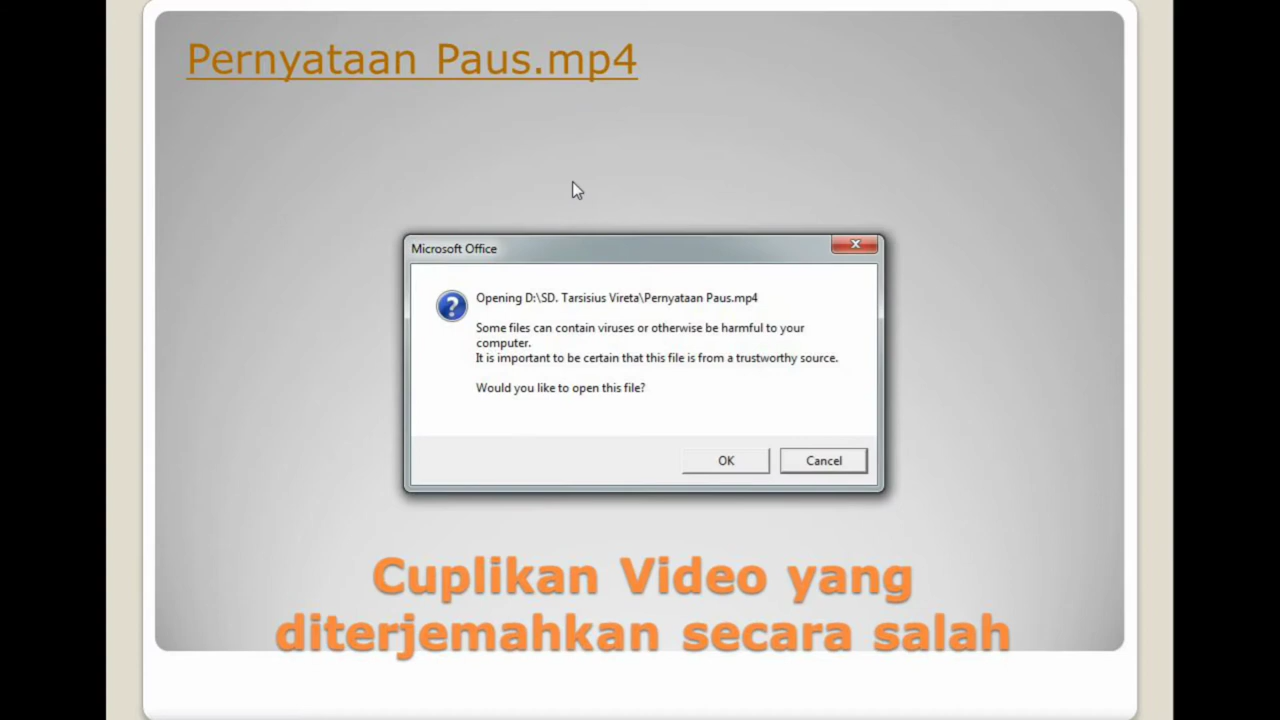 Pernyataan Paus.mp4
Microsoft Office
Opening D:\SD. Tarsisius Vireta\Pernyataan Paus.mp4
Some files can contain viruses or otherwise be harmful to your
computer.
It is important to be certain that this file is from a trustworthy source.
Would you like to open this file?
OK
Cancel
Cuplikan Video yang
diterjemahkan secara salah